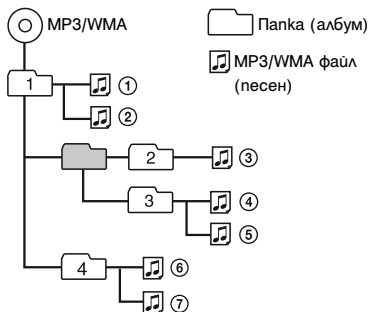 MP3/WMA
Папка (албум)
MP3/WMA файл
(песен)
1
①
②
2
③
3
④
⑤
4
⑥
⑦